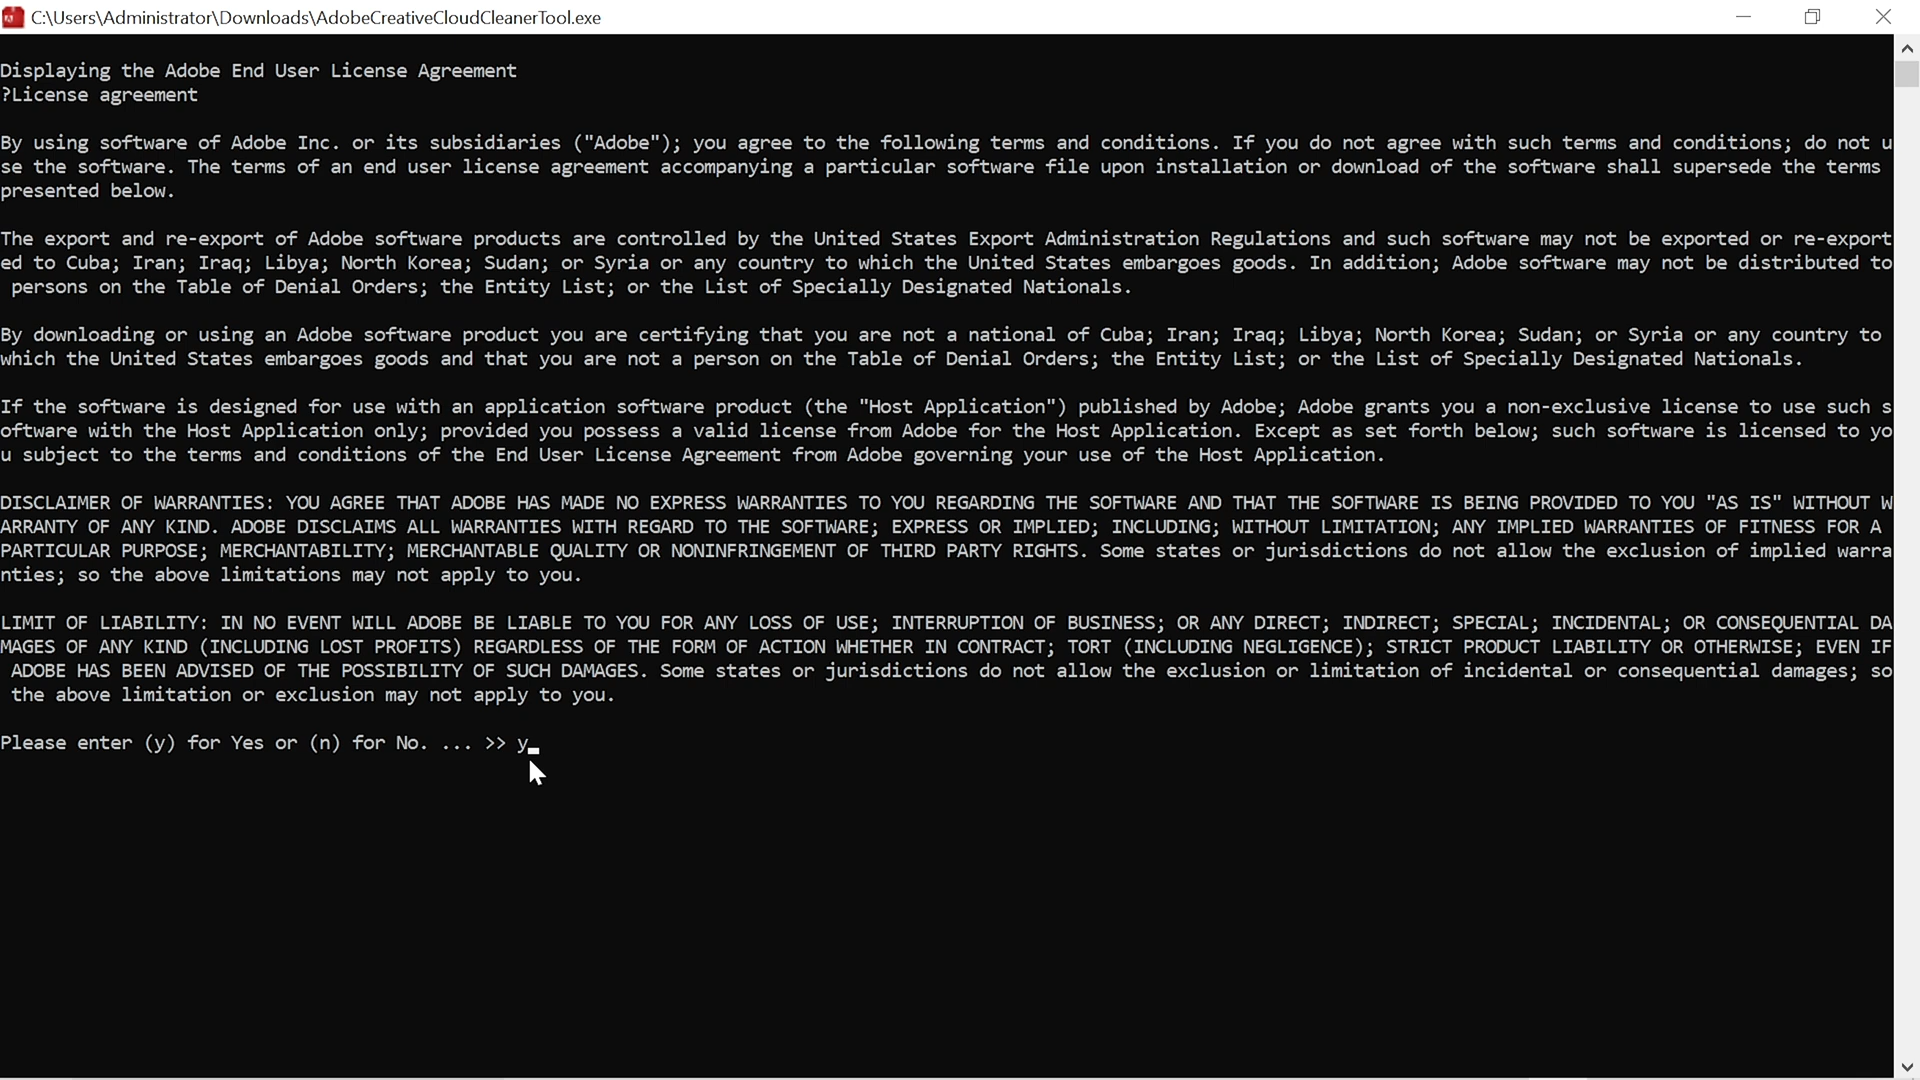 C:\Users\Administrator\Downloads\AdobeCreativeCloudCleanerTool.exe
Displaying the Adobe End User License Agreement
?License agreement
By using software of Adobe Inc. or its subsidiaries ("Adobe"); you agree to the following terms and conditions. If you do not agree with such terms and conditions; do not u
se the software. The terms of an end user license agreement accompanying a particular software file upon installation or download of the software shall supersede the terms
presented below.
The export and re-export of Adobe software products are controlled by the United States Export Administration Regulations and such software may not be exported or re-export
ed to Cuba; Iran; Iraq; Libya; North Korea; Sudan; or Syria or any country to which the United States embargoes goods. In addition; Adobe software may not be distributed to
persons on the Table of Denial Orders; the Entity List; or the List of Specially Designated Nationals.
By downloading or using an Adobe software product you are certifying that you are not a national of Cuba; Iran; Iraq; Libya; North Korea; Sudan; or Syria or any country to
which the United States embargoes goods and that you are not a person on the Table of Denial Orders; the Entity List; or the List of Specially Designated Nationals.
If the software is designed for use with an application software product (the "Host Application") published by Adobe; Adobe grants you a non-exclusive license to use such s
oftware with the Host Application only; provided you possess a valid license from Adobe for the Host Application. Except as set forth below; such software is licensed to yo
u subject to the terms and conditions of the End User License Agreement from Adobe governing your use of the Host Application.
DISCLAIMER OF WARRANTIES: YOU AGREE THAT ADOBE HAS MADE NO EXPRESS WARRANTIES TO YOU REGARDING THE SOFTWARE AND THAT THE SOFTWARE IS BEING PROVIDED TO YOU "AS IS" WITHOUT W
ARRANTY OF ANY KIND. ADOBE DISCLAIMS ALL WARRANTIES WITH REGARD TO THE SOFTWARE; EXPRESS OR IMPLIED; INCLUDING; WITHOUT LIMITATION; ANY IMPLIED WARRANTIES OF FITNESS FOR A
PARTICULAR PURPOSE; MERCHANTABILITY; MERCHANTABLE QUALITY OR NONINFRINGEMENT OF THIRD PARTY RIGHTS. Some states or jurisdictions do not allow the exclusion of implied warra
nties; so the above limitations may not apply to you.
LIMIT OF LIABILITY: IN NO EVENT WILL ADOBE BE LIABLE TO YOU FOR ANY LOSS OF USE; INTERRUPTION OF BUSINESS; OR ANY DIRECT; INDIRECT; SPECIAL; INCIDENTAL; OR CONSEQUENTIAL DA
MAGES OF ANY KIND (INCLUDING LOST PROFITS) REGARDLESS OF THE FORM OF ACTION WHETHER IN CONTRACT; TORT (INCLUDING NEGLIGENCE); STRICT PRODUCT LIABILITY OR OTHERWISE; EVEN IF
ADOBE HAS BEEN ADVISED OF THE POSSIBILITY OF SUCH DAMAGES. Some states or jurisdictions do not allow the exclusion or limitation of incidental or consequential damages; so
the above limitation or exclusion may not apply to you.
Please enter (y) for Yes or (n) for No. ... >> y